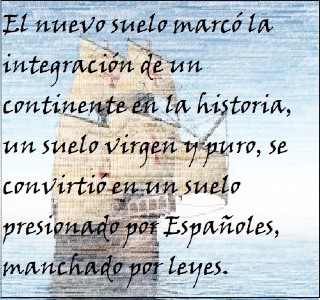 El nuevo suelo marcó la
integración de un
continente en la historia,
un suelo virgen y puro, se
convirtió en un suelo
presionado por Españoles,
manchado por leyes.